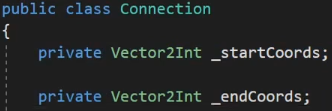 public class Connection
{
private Vector2Int _startCoords;
private Vector2Int _endCoords;